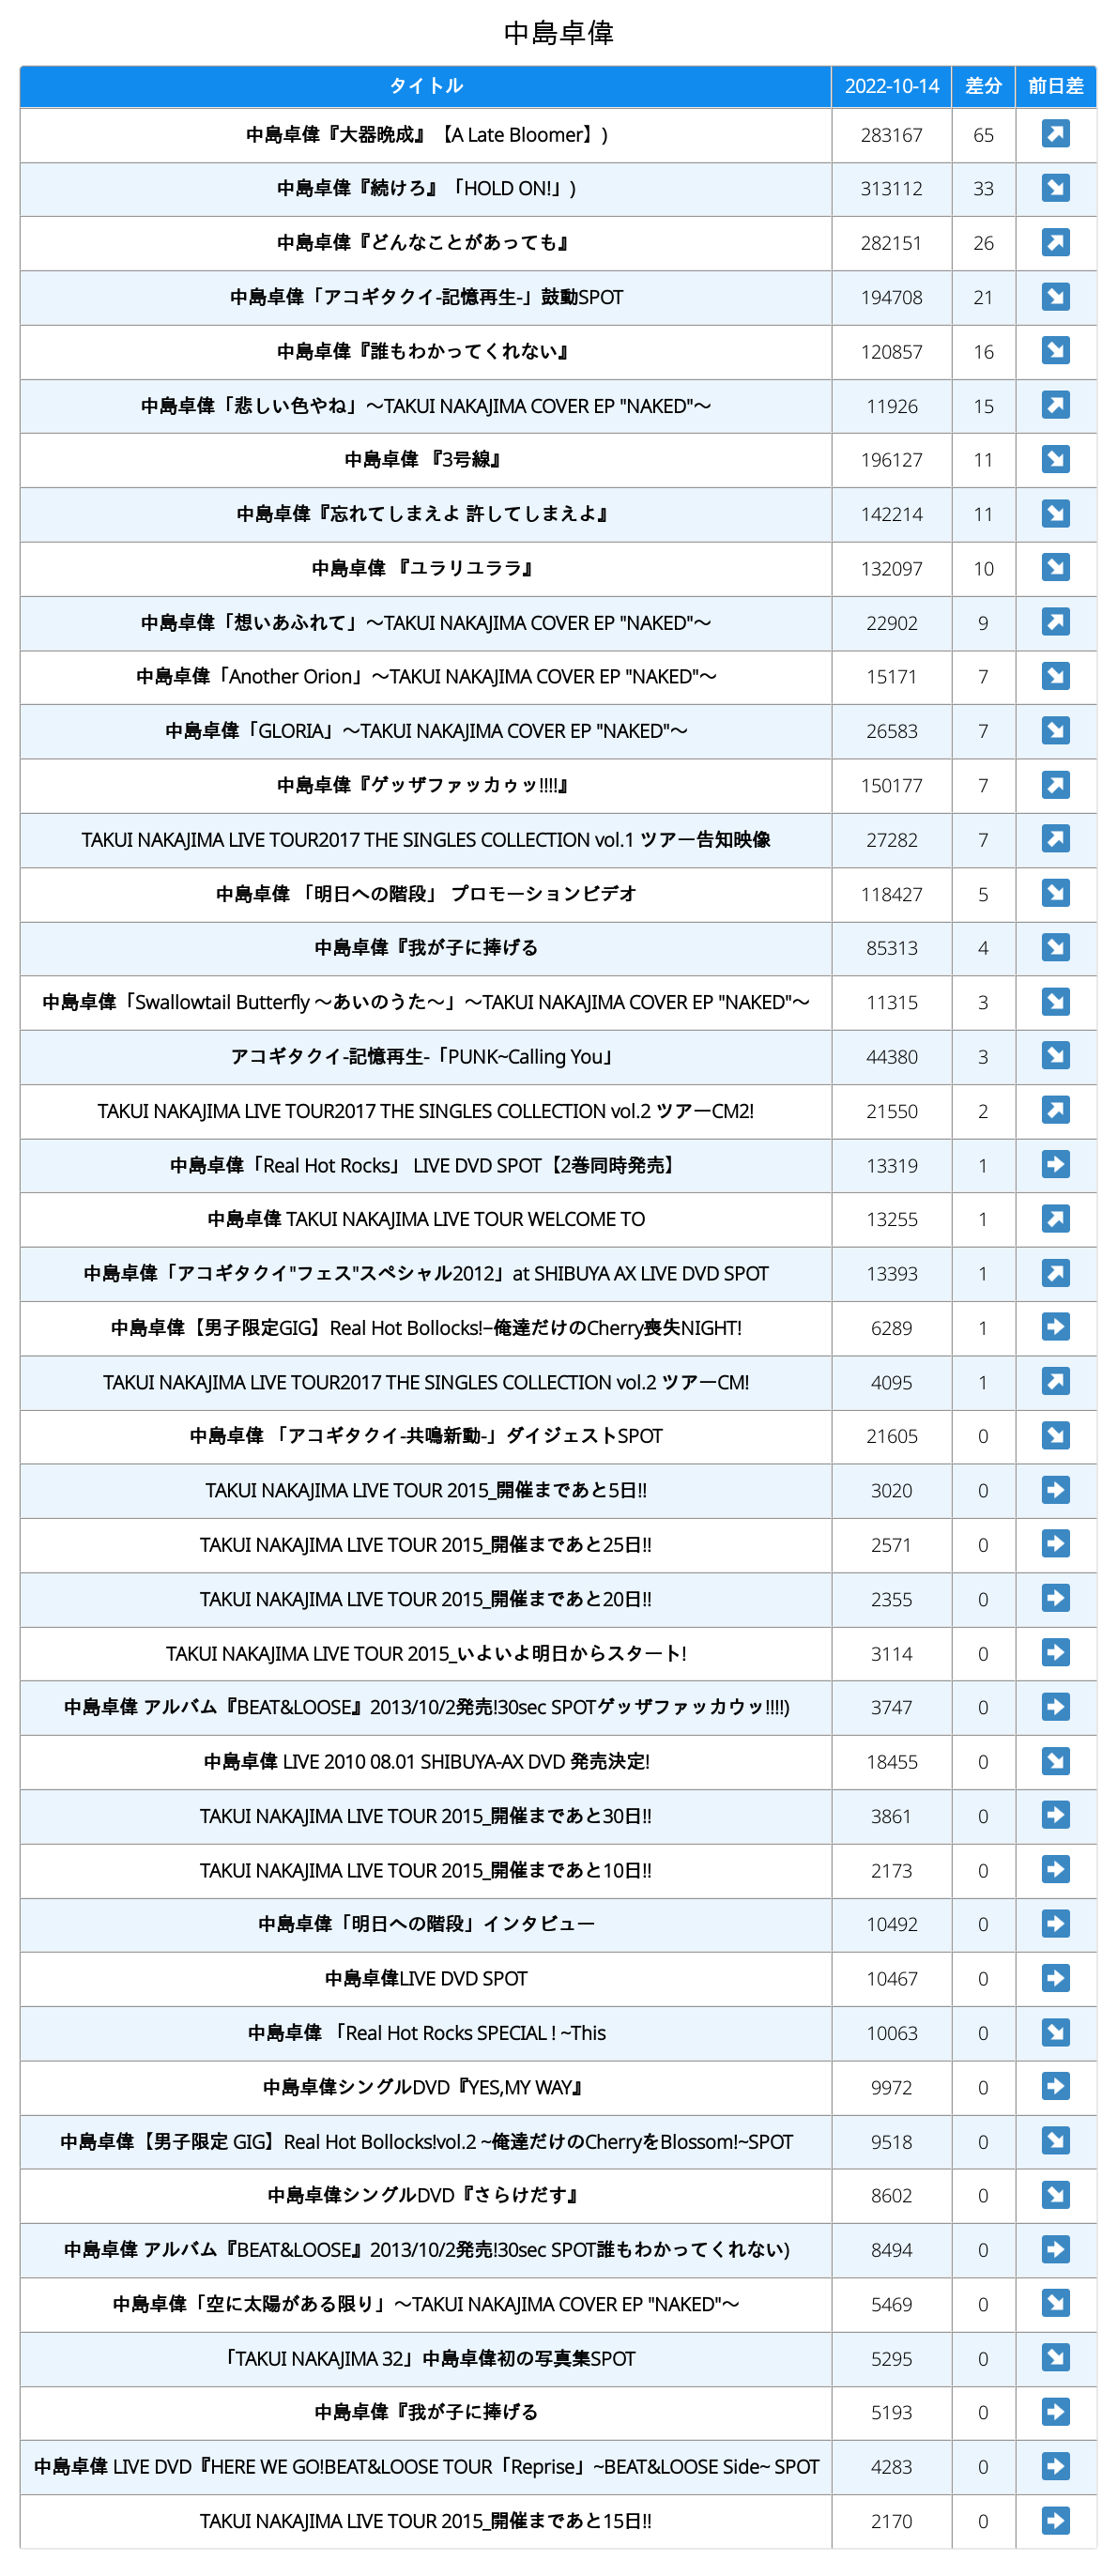 中島卓偉
タイトル 2022-10-14 差分 前日差
中島卓偉『大器晩成』【A Late Bloomer】) 283167 65 ↗
中島卓偉『続けろ』「HOLD ON!」) 313112 33 ↘
中島卓偉『どんなことがあっても』 282151 26 ↗
中島卓偉「アコギタクイ-記憶再生-」鼓動SPOT 194708 21 ↘
中島卓偉『誰もわかってくれない』 120857 16 ↘
中島卓偉「悲しい色やね」〜TAKUI NAKAJIMA COVER EP "NAKED"〜 11926 15 ↗
中島卓偉 『3号線』 196127 11 ↘
中島卓偉『忘れてしまえよ 許してしまえよ』 142214 11 ↘
中島卓偉 『ユラリユララ』 132097 10 ↘
中島卓偉「想いあふれて」〜TAKUI NAKAJIMA COVER EP "NAKED"〜 22902 9 ↗
中島卓偉「Another Orion」〜TAKUI NAKAJIMA COVER EP "NAKED"〜 15171 7 ↘
中島卓偉「GLORIA」〜TAKUI NAKAJIMA COVER EP "NAKED"〜 26583 7 ↘
中島卓偉『ゲッザファッカゥッ!!!!』 150177 7 ↗
TAKUI NAKAJIMA LIVE TOUR2017 THE SINGLES COLLECTION vol.1 ツアー告知映像 27282 7 ↗
中島卓偉 「明日への階段」 プロモーションビデオ 118427 5 ↘
中島卓偉『我が子に捧げる 85313 4 ↘
中島卓偉「Swallowtail Butterfly 〜あいのうた〜」〜TAKUI NAKAJIMA COVER EP "NAKED"〜 11315 3 ↘
アコギタクイ-記憶再生-「PUNK~Calling You」 44380 3 ↘
TAKUI NAKAJIMA LIVE TOUR2017 THE SINGLES COLLECTION vol.2 ツアーCM2! 21550 2 ↗
中島卓偉「Real Hot Rocks」 LIVE DVD SPOT【2巻同時発売】 13319 1 ➡
中島卓偉 TAKUI NAKAJIMA LIVE TOUR WELCOME TO 13255 1 ↗
中島卓偉「アコギタクイ"フェス"スペシャル2012」at SHIBUYA AX LIVE DVD SPOT 13393 1 ↗
中島卓偉【男子限定GIG】Real Hot Bollocks!−俺達だけのCherry喪失NIGHT! 6289 1 ➡
TAKUI NAKAJIMA LIVE TOUR2017 THE SINGLES COLLECTION vol.2 ツアーCM! 4095 1 ↗
中島卓偉 「アコギタクイ-共鳴新動-」ダイジェストSPOT 21605 0 ↘
TAKUI NAKAJIMA LIVE TOUR 2015_開催まであと5日!! 3020 0 ➡
TAKUI NAKAJIMA LIVE TOUR 2015_開催まであと25日!! 2571 0 ➡
TAKUI NAKAJIMA LIVE TOUR 2015_開催まであと20日!! 2355 0 ➡
TAKUI NAKAJIMA LIVE TOUR 2015_いよいよ明日からスタート! 3114 0 ➡
中島卓偉 アルバム『BEAT&LOOSE』2013/10/2発売!30sec SPOTゲッザファッカウッ!!!!) 3747 0 ➡
中島卓偉 LIVE 2010 08.01 SHIBUYA-AX DVD 発売決定! 18455 0 ↘
TAKUI NAKAJIMA LIVE TOUR 2015_開催まであと30日!! 3861 0 ➡
TAKUI NAKAJIMA LIVE TOUR 2015_開催まであと10日!! 2173 0 ➡
中島卓偉「明日への階段」インタビュー 10492 0 ➡
中島卓偉LIVE DVD SPOT 10467 0 ➡
中島卓偉 「Real Hot Rocks SPECIAL ! ~This 10063 0 ↘
中島卓偉シングルDVD『YES,MY WAY』 9972 0 ➡
中島卓偉【男子限定 GIG】Real Hot Bollocks!vol.2 ~俺達だけのCherryをBlossom!~SPOT 9518 0 ↘
中島卓偉シングルDVD『さらけだす』 8602 0 ↘
中島卓偉 アルバム『BEAT&LOOSE』2013/10/2発売!30sec SPOT誰もわかってくれない) 8494 0 ➡
中島卓偉「空に太陽がある限り」〜TAKUI NAKAJIMA COVER EP "NAKED"〜 5469 0 ↘
「TAKUI NAKAJIMA 32」中島卓偉初の写真集SPOT 5295 0 ↘
中島卓偉『我が子に捧げる 5193 0 ➡
中島卓偉 LIVE DVD『HERE WE GO!BEAT&LOOSE TOUR「Reprise」~BEAT&LOOSE Side~ SPOT 4283 0 ➡
TAKUI NAKAJIMA LIVE TOUR 2015_開催まであと15日!! 2170 0 ➡